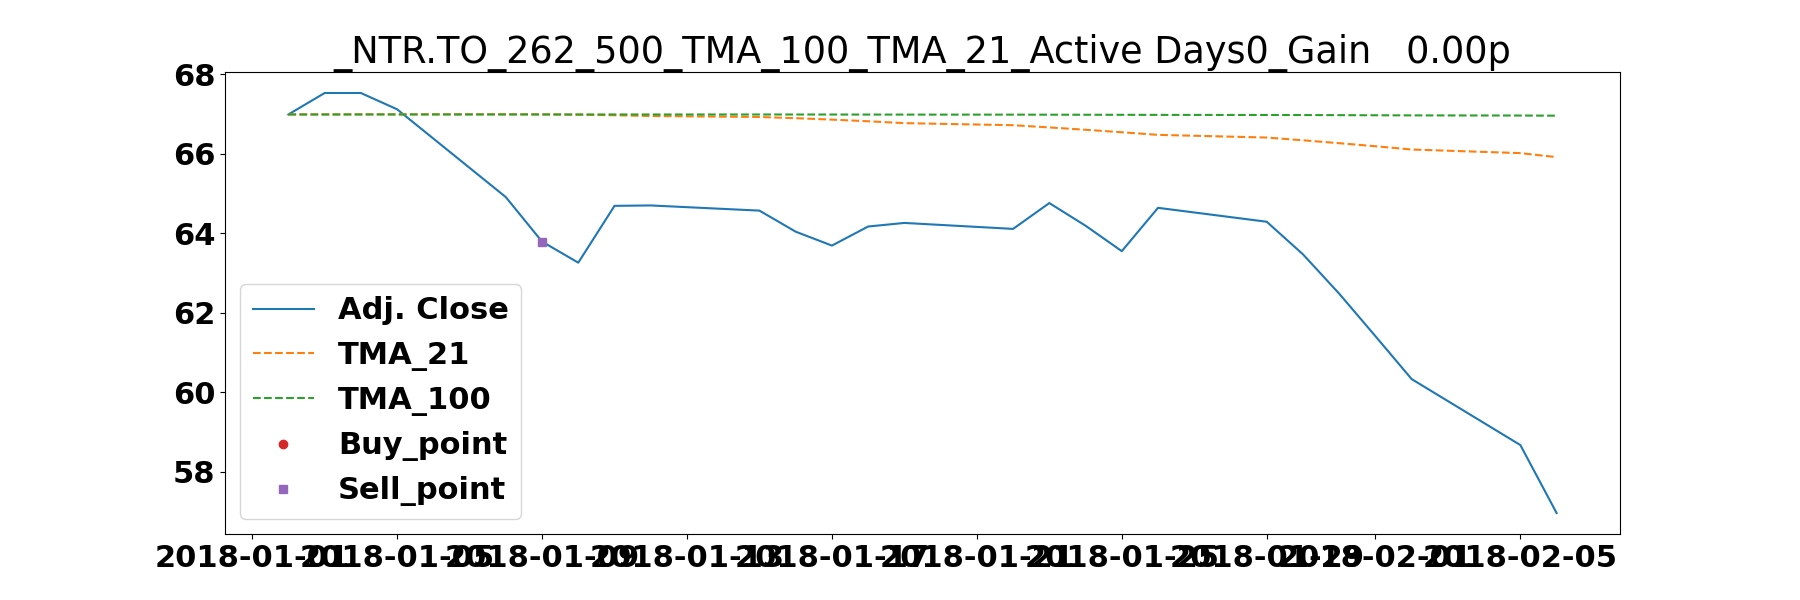 _NTR.TO_262_500_TMA_100_TMA_21_Active Days0_Gain   0.00p
68
66
64
62
60
58
Adj. Close
TMA_21
TMA_100
Buy_point
Sell_point
2018-01-01
2018-01-05
2018-01-09
2018-01-13
2018-01-17
2018-01-21
2018-01-25
2018-01-29
2018-02-01
2018-02-05